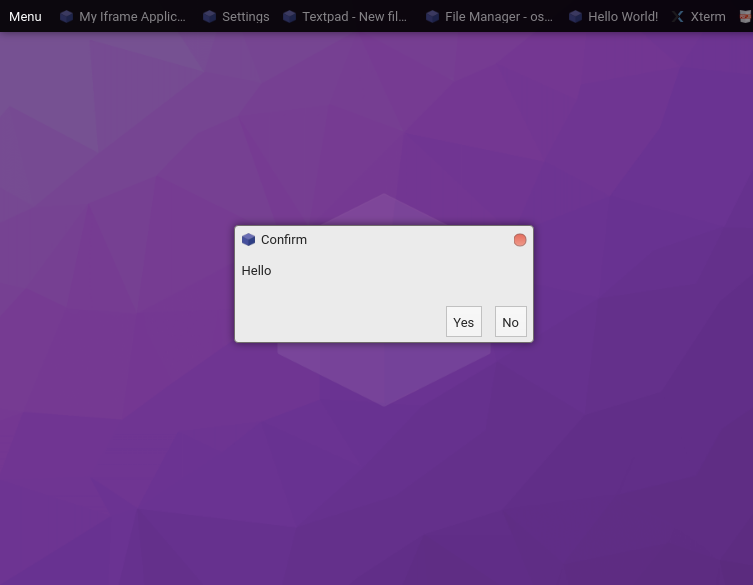 Menu My Iframe Applic... Settings Textpad - New fil... File Manager - os... Hello World! Xterm
Confirm
Hello
Yes No